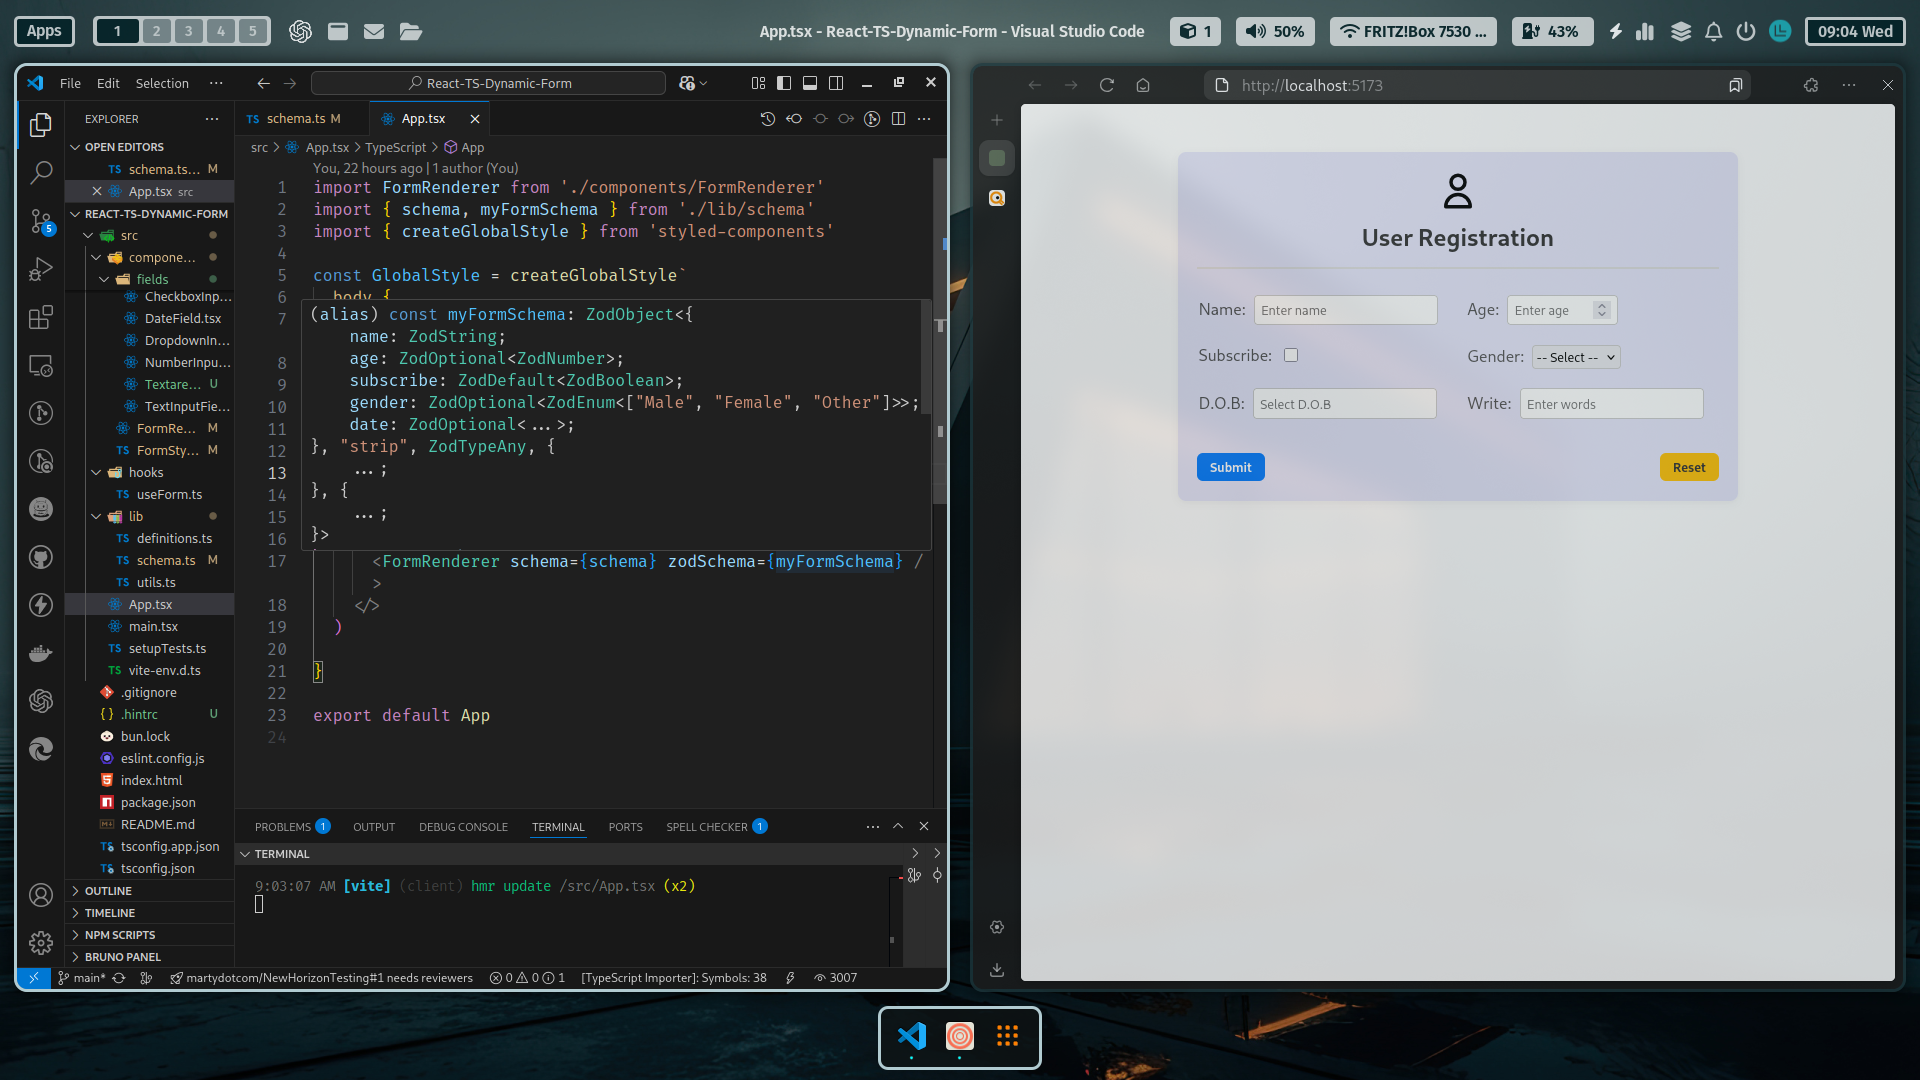 Apps
1 2 3 4 5
App.tsx - React-TS-Dynamic-Form - Visual Studio Code
1
50%
FRITZ!Box 7530 ...
43%
09:04 Wed
File Edit Selection ···
React-TS-Dynamic-Form
EXPLORER ···
OPEN EDITORS
TS schema.ts... M
App.tsx src
REACT-TS-DYNAMIC-FORM
src
compone...
fields
CheckboxInp...
DateField.tsx
DropdownIn...
NumberInpu...
Textare... U
TextInputFie...
FormRe... M
FormSty... M
hooks
TS useForm.ts
lib
TS definitions.ts
TS schema.ts M
TS utils.ts
App.tsx
main.tsx
TS setupTests.ts
TS vite-env.d.ts
.gitignore
{} .hintrc U
bun.lock
eslint.config.js
index.html
package.json
README.md
tsconfig.app.json
tsconfig.json
OUTLINE
TIMELINE
NPM SCRIPTS
BRUNO PANEL
5
TS schema.ts M
App.tsx
src > App.tsx > TypeScript > App
You, 22 hours ago | 1 author (You)
1 import FormRenderer from './components/FormRenderer'
2 import { schema, myFormSchema } from './lib/schema'
3 import { createGlobalStyle } from 'styled-components'
4
5 const GlobalStyle = createGlobalStyle`
6 body {
7
(alias) const myFormSchema: ZodObject<{
name: ZodString;
age: ZodOptional<ZodNumber>;
subscribe: ZodDefault<ZodBoolean>;
gender: ZodOptional<ZodEnum<["Male", "Female", "Other"]>>;
date: ZodOptional<...>;
}, "strip", ZodTypeAny, {
...;
}, {
...;
}>
8
9
10
11
12
13
14
15
16
17 <FormRenderer schema={schema} zodSchema={myFormSchema} /
>
18 </>
19 )
20
21 }
22
23 export default App
24
PROBLEMS 1 OUTPUT DEBUG CONSOLE TERMINAL PORTS SPELL CHECKER 1
TERMINAL
9:03:07 AM [vite] (client) hmr update /src/App.tsx (x2)
main* martydotcom/NewHorizonTesting#1 needs reviewers 0 0 1 [TypeScript Importer]: Symbols: 38 3007
http://localhost:5173
User Registration
Name: Enter name
Age: Enter age
Subscribe:
Gender: -- Select --
D.O.B: Select D.O.B
Write: Enter words
Submit
Reset